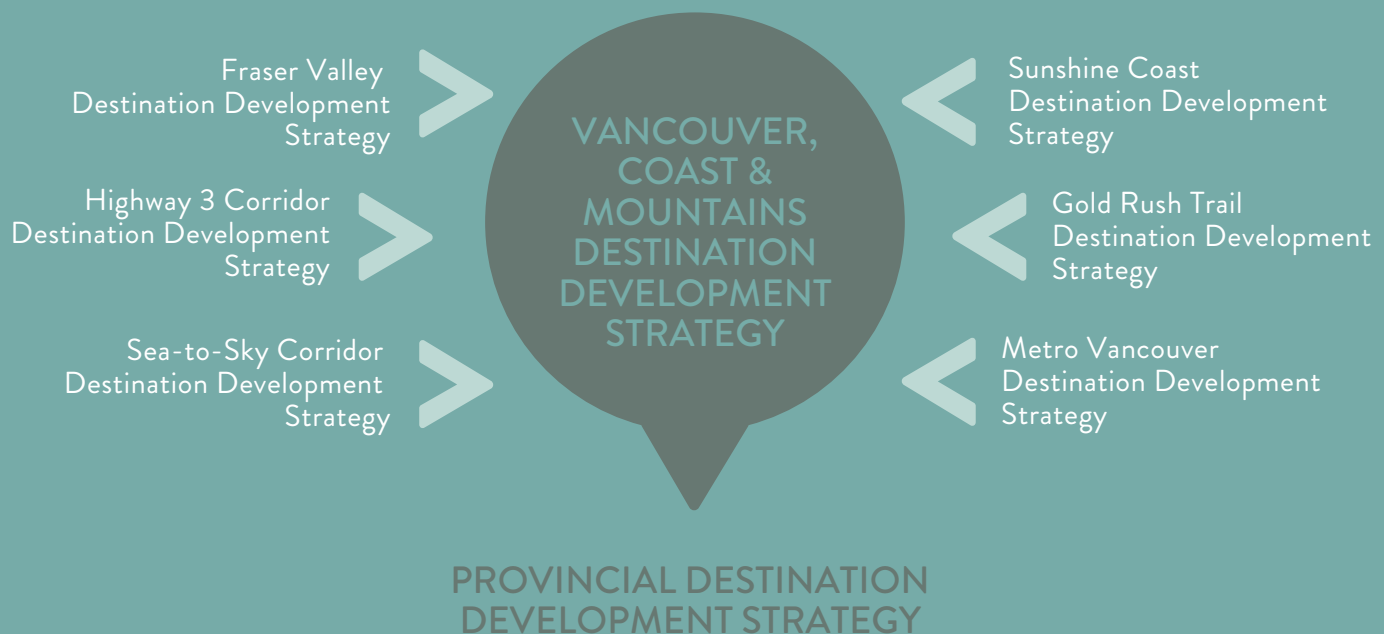 Fraser Valley
Destination Development
Strategy
Highway 3 Corridor
Destination Development
Strategy
Sea-to-Sky Corridor
Destination Development
Strategy
VANCOUVER,
COAST &
MOUNTAINS
DESTINATION
DEVELOPMENT
STRATEGY
Sunshine Coast
Destination Development
Strategy
Gold Rush Trail
Destination Development
Strategy
Metro Vancouver
Destination Development
Strategy
PROVINCIAL DESTINATION
DEVELOPMENT STRATEGY